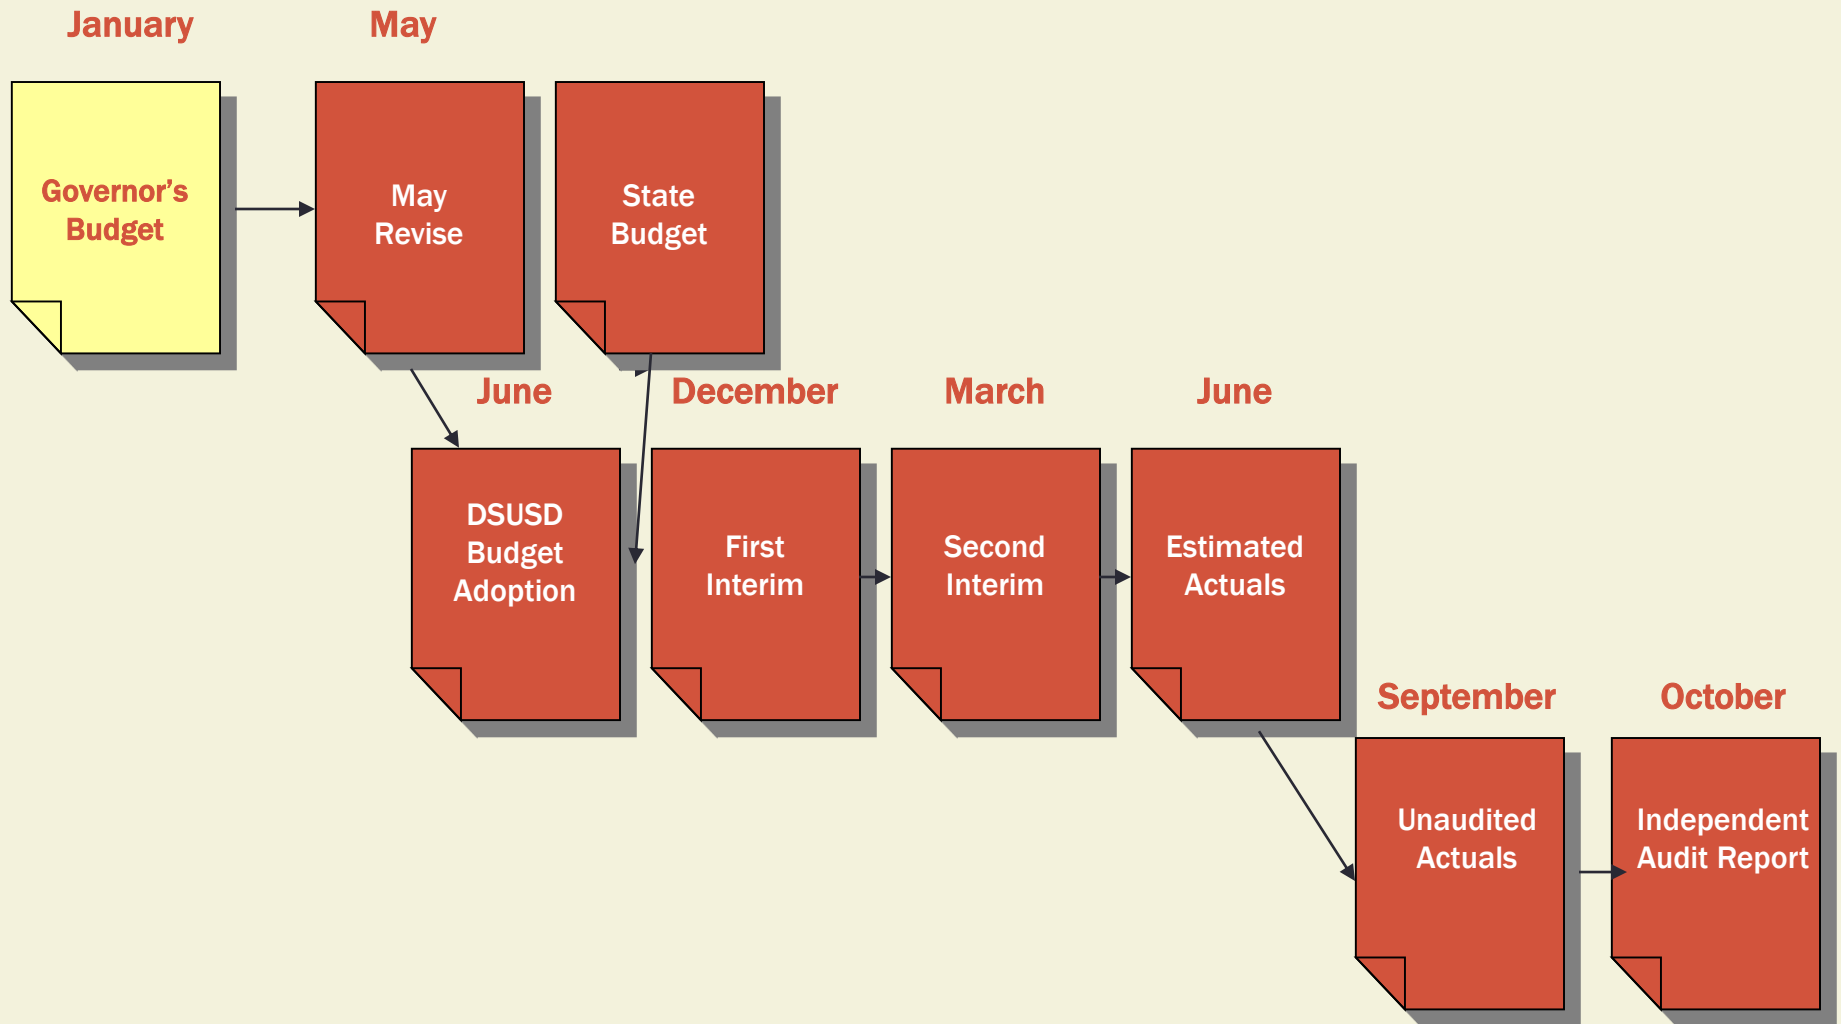 January
May
Governor's
Budget
May
Revise
State
Budget
June
December
March
June
DSUSD
Budget
Adoption
First
Interim
Second
Interim
Estimated
Actuals
September
October
Unaudited
Actuals
Independent
Audit Report